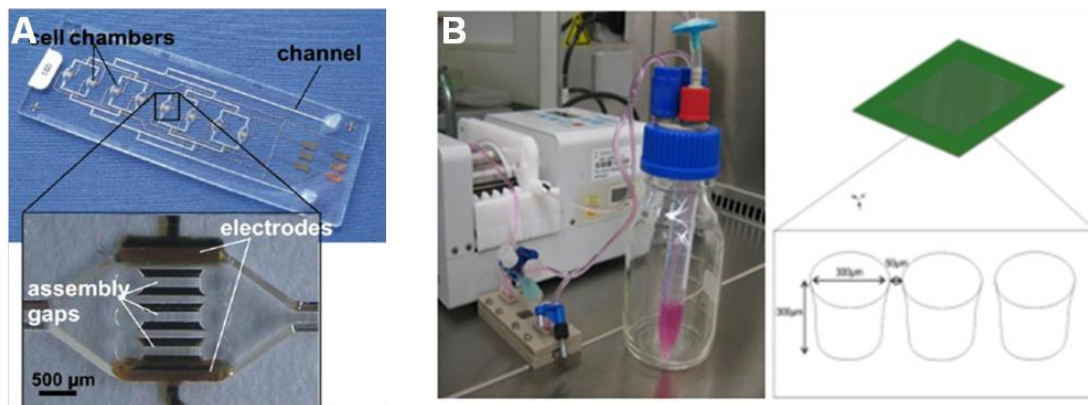 A
cell chambers
channel
electrodes
assembly
gaps
500 µm
B
300µm
50µm
300µm